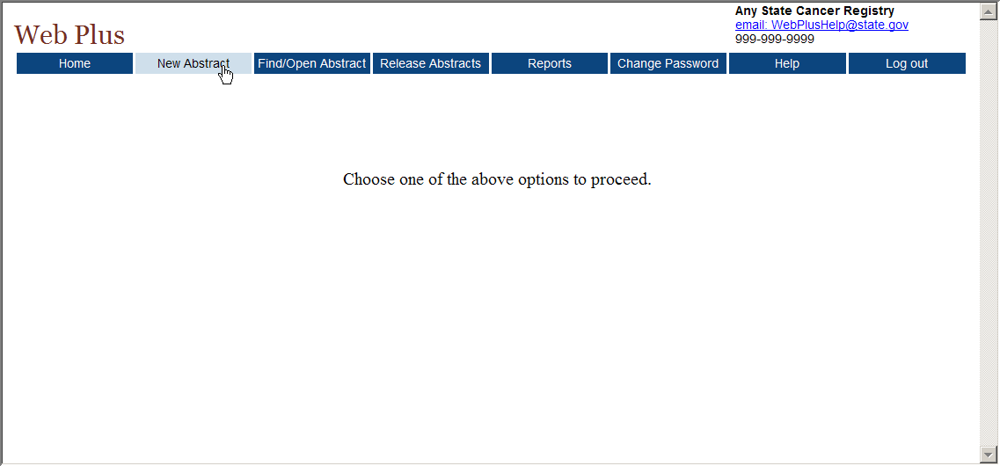 Any State Cancer Registry
Web Plus
email: WebPlusHelp@state.gov
999-999-9999
Home New Abstract Find/Open Abstract Release Abstracts Reports Change Password Help Log out
Choose one of the above options to proceed.